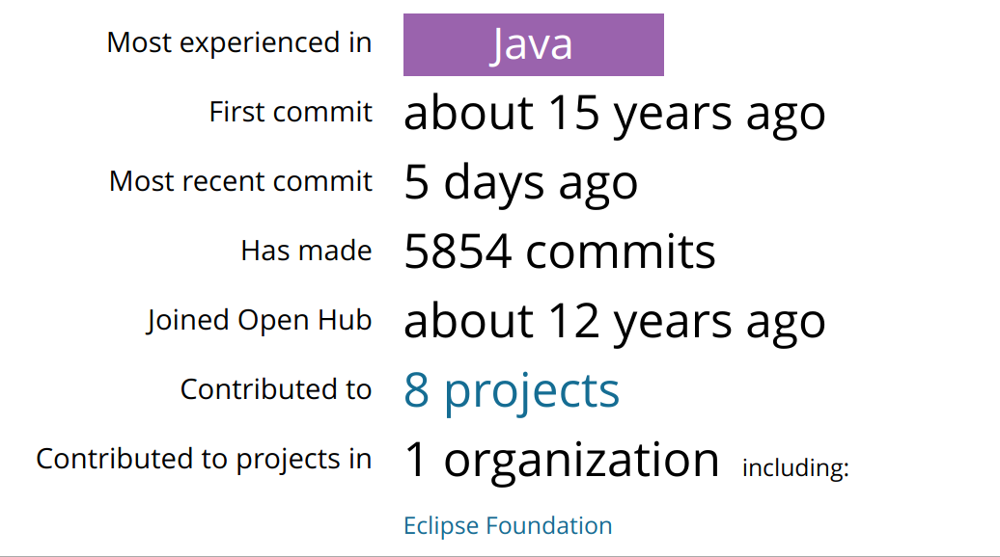 Most experienced in Java
First commit about 15 years ago
Most recent commit 5 days ago
Has made 5854 commits
Joined Open Hub about 12 years ago
Contributed to 8 projects
Contributed to projects in 1 organization including:
Eclipse Foundation